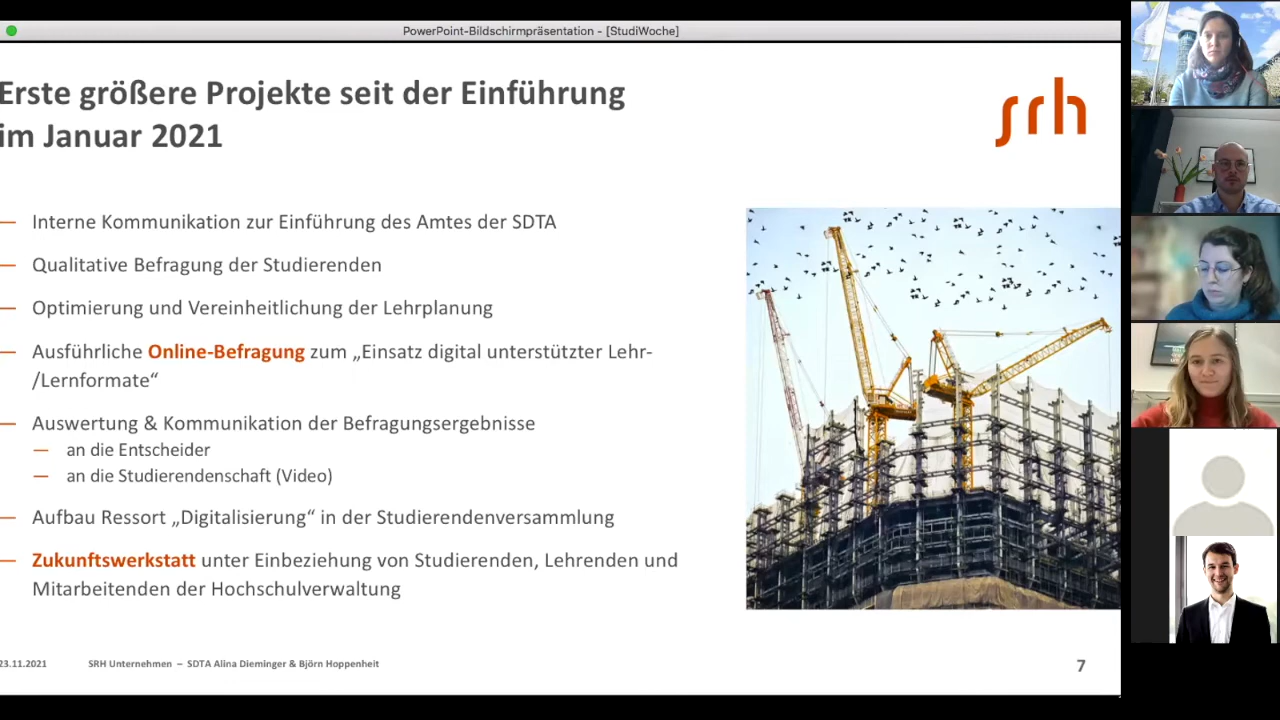 PowerPoint-Bildschirmpräsentation - [StudiWoche]
Erste größere Projekte seit der Einführung
im Januar 2021
srh
— Interne Kommunikation zur Einführung des Amtes der SDTA
— Qualitative Befragung der Studierenden
— Optimierung und Vereinheitlichung der Lehrplanung
— Ausführliche Online-Befragung zum „Einsatz digital unterstützter Lehr-
/Lernformate“
— Auswertung & Kommunikation der Befragungsergebnisse
— an die Entscheider
— an die Studierendenschaft (Video)
— Aufbau Ressort „Digitalisierung“ in der Studierendenversammlung
— Zukunftswerkstatt unter Einbeziehung von Studierenden, Lehrenden und
Mitarbeitenden der Hochschulverwaltung
23.11.2021 SRH Unternehmen – SDTA Alina Dieminger & Björn Hoppenheit 7